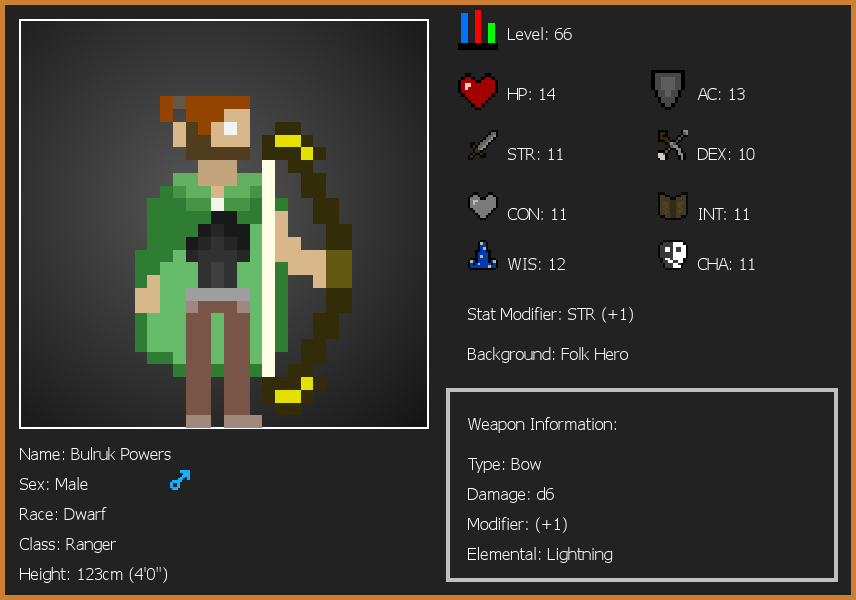 Level: 66
HP: 14
AC: 13
STR: 11
DEX: 10
CON: 11
INT: 11
WIS: 12
CHA: 11
Stat Modifier: STR (+1)
Background: Folk Hero
Weapon Information:
Type: Bow
Damage: d6
Modifier: (+1)
Elemental: Lightning
Name: Bulruk Powers
Sex: Male
Race: Dwarf
Class: Ranger
Height: 123cm (4'0")